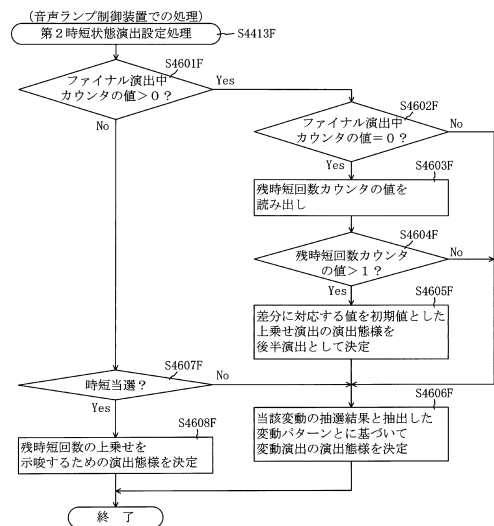 (音声ランプ制御装置での処理)
第2時短状態演出設定処理
S4413F
S4601F
ファイナル演出中
カウンタの値>0?
Yes
No
S4602F
ファイナル演出中
カウンタの値=0?
No
Yes
S4603F
残時短回数カウンタの値を
読み出し
S4604F
残時短回数カウンタ
の値>1?
No
Yes
S4605F
差分に対応する値を初期値とした
上乗せ演出の演出態様を
後半演出として決定
S4607F
時短当選?
No
Yes
S4606F
当該変動の抽選結果と抽出した
変動パターンとに基づいて
変動演出の演出態様を決定
S4608F
残時短回数の上乗せを
示唆するための演出態様を決定
終了